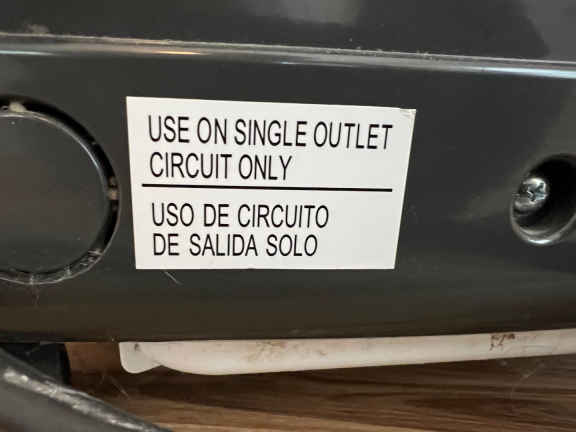 USE ON SINGLE OUTLET
CIRCUIT ONLY
USO DE CIRCUITO
DE SALIDA SOLO